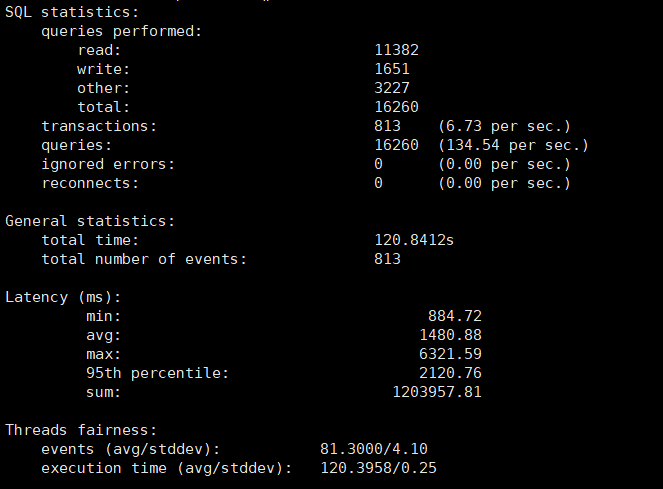 SQL statistics:
queries performed:
read: 11382
write: 1651
other: 3227
total: 16260
transactions: 813 (6.73 per sec.)
queries: 16260 (134.54 per sec.)
ignored errors: 0 (0.00 per sec.)
reconnects: 0 (0.00 per sec.)
General statistics:
total time: 120.8412s
total number of events: 813
Latency (ms):
min: 884.72
avg: 1480.88
max: 6321.59
95th percentile: 2120.76
sum: 1203957.81
Threads fairness:
events (avg/stddev): 81.3000/4.10
execution time (avg/stddev): 120.3958/0.25